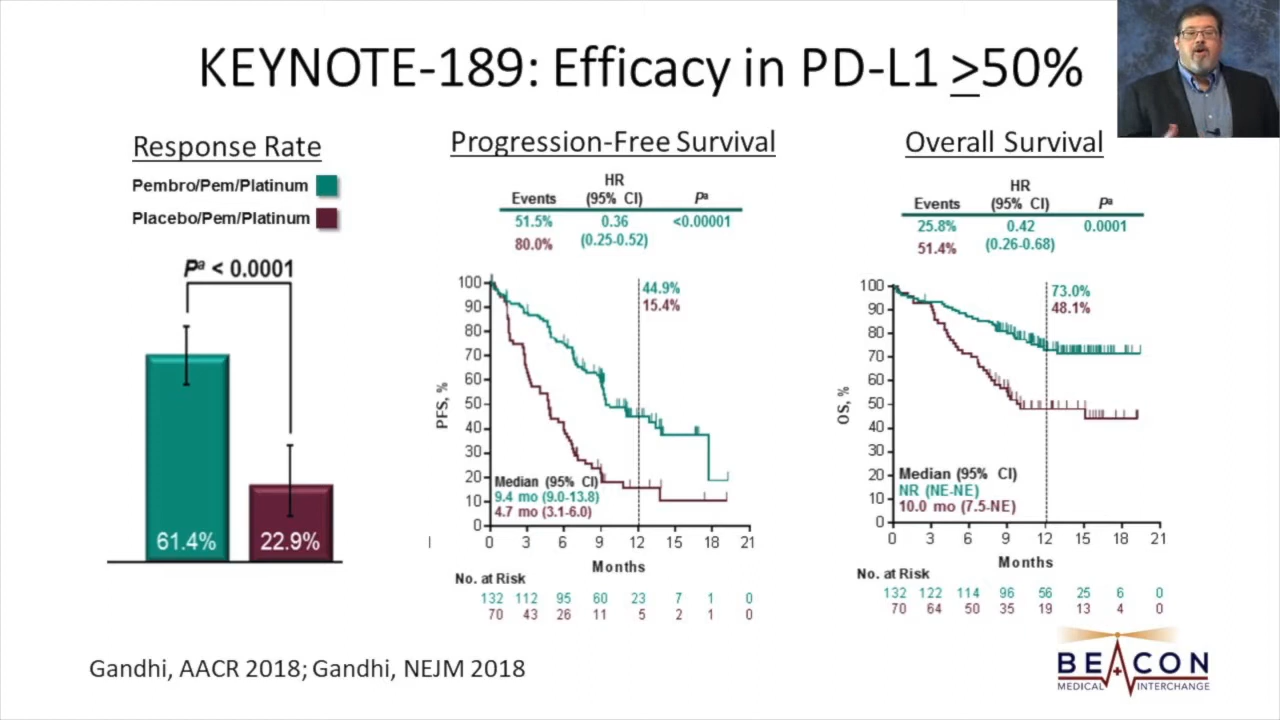 KEYNOTE-189: Efficacy in PD-L1 ≥50%
Response Rate
Pembro/Pem/Platinum
Placebo/Pem/Platinum
Pᵃ < 0.0001
61.4%
22.9%
Progression-Free Survival
Events
HR
(95% CI)
Pᵃ
51.5%
0.36
<0.00001
80.0%
(0.25-0.52)
44.9%
15.4%
PFS, %
100
90
80
70
60
50
40
30
20
10
0
Median (95% CI)
9.4 mo (9.0-13.8)
4.7 mo (3.1-6.0)
0 3 6 9 12 15 18 21
Months
No. at Risk
132 112 95 60 23 7 1 0
70 43 26 11 5 2 1 0
Overall Survival
Events
HR
(95% CI)
Pᵃ
25.8%
0.42
0.0001
51.4%
(0.26-0.68)
73.0%
48.1%
OS, %
100
90
80
70
60
50
40
30
20
10
0
Median (95% CI)
NR (NE-NE)
10.0 mo (7.5-NE)
0 3 6 9 12 15 18 21
Months
No. at Risk
132 122 114 96 56 25 6 0
70 64 50 35 19 13 4 0
Gandhi, AACR 2018; Gandhi, NEJM 2018
BEACON
MEDICAL INTERCHANGE